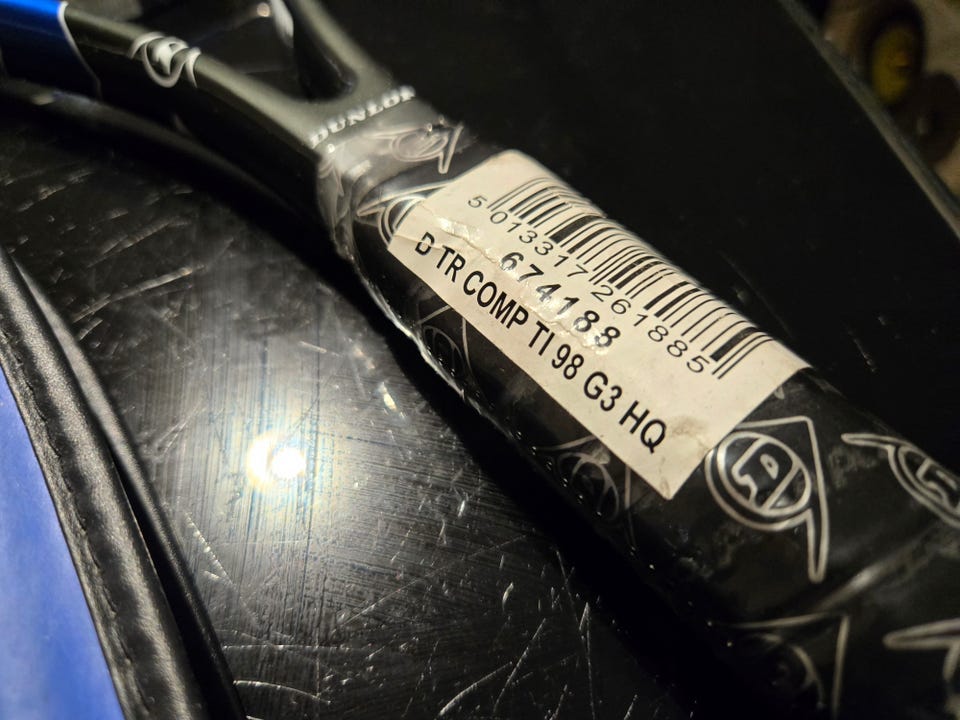 DUNLOP
5 013317 261885
674188
D TR COMP TI 98 G3 HQ